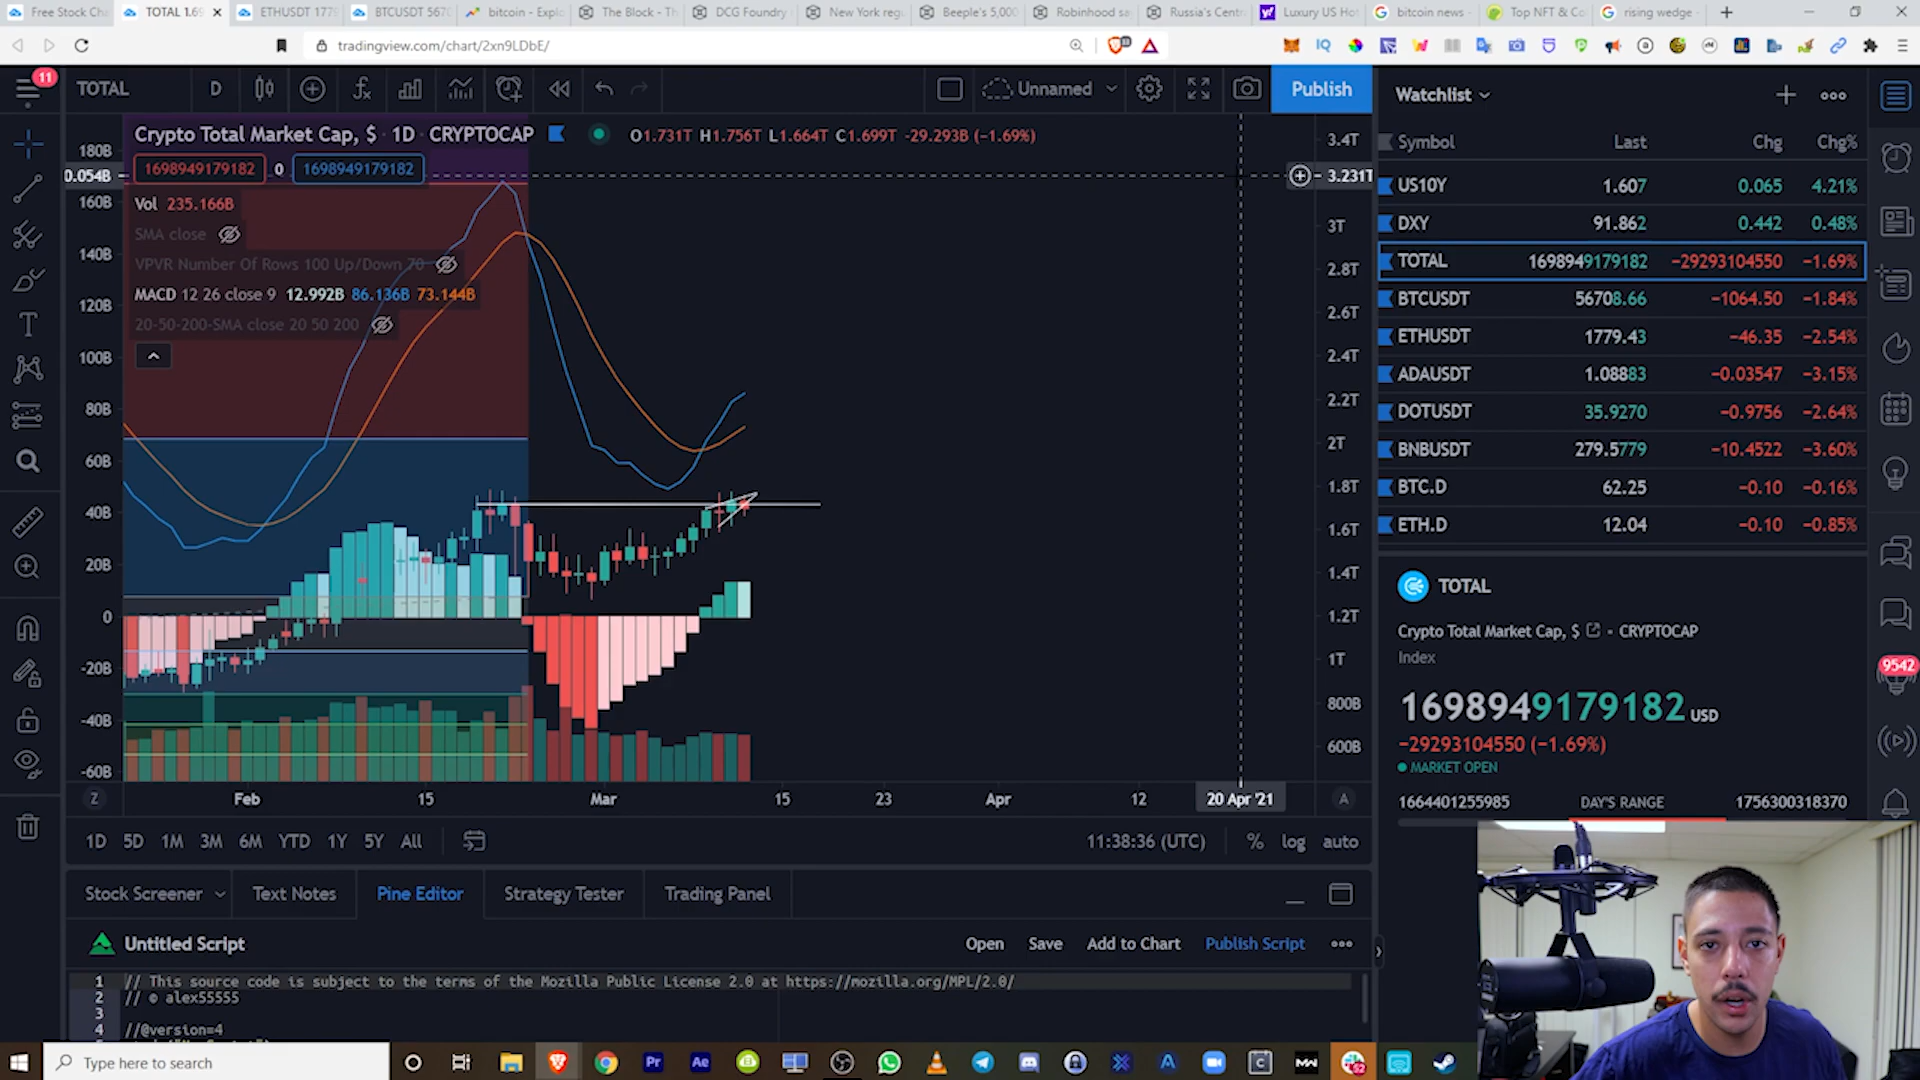 Free Stock Cha
TOTAL 1.69
ETHUSDT 1779
BTCUSDT 5670
bitcoin - Explo
The Block - Th
DCG Foundry
New York reg
Beeple's 5,000
Robinhood sa
Russia's Centr
Luxury US Ho
bitcoin news -
Top NFT & Co
rising wedge -
tradingview.com/chart/2xn9LDbE/
11
TOTAL
D
Unnamed
Publish
Watchlist
Crypto Total Market Cap, $ · 1D · CRYPTOCAP
O1.731T H1.756T L1.664T C1.699T -29.293B (−1.69%)
1698949179182 0 1698949179182
Vol 235.166B
SMA close
VPVR Number Of Rows 100 Up/Down 70
MACD 12 26 close 9 12.992B 86.136B 73.144B
20-50-200-SMA close 20 50 200
180B
0.054B
160B
140B
120B
100B
80B
60B
40B
20B
0
-20B
-40B
-60B
3.4T
3.231T
3T
2.8T
2.6T
2.4T
2.2T
2T
1.8T
1.6T
1.4T
1.2T
1T
800B
600B
Z
Feb
15
Mar
15
23
Apr
12
20 Apr '21
A
1D 5D 1M 3M 6M YTD 1Y 5Y All
11:38:36 (UTC)
% log auto
Symbol Last Chg Chg%
US10Y 1.607 0.065 4.21%
DXY 91.862 0.442 0.48%
TOTAL 1698949179182 −29293104550 −1.69%
BTCUSDT 56708.66 −1064.50 −1.84%
ETHUSDT 1779.43 −46.35 −2.54%
ADAUSDT 1.08883 −0.03547 −3.15%
DOTUSDT 35.9270 −0.9756 −2.64%
BNBUSDT 279.5779 −10.4522 −3.60%
BTC.D 62.25 −0.10 −0.16%
ETH.D 12.04 −0.10 −0.85%
TOTAL
Crypto Total Market Cap, $ · CRYPTOCAP
Index
1698949179182 USD
−29293104550 (−1.69%)
MARKET OPEN
1664401255985 DAY'S RANGE 1756300318370
9542
Stock Screener
Text Notes
Pine Editor
Strategy Tester
Trading Panel
Untitled Script
Open
Save
Add to Chart
Publish Script
1 // This source code is subject to the terms of the Mozilla Public License 2.0 at https://mozilla.org/MPL/2.0/
2 // © alex55555
3
4 //@version=4
Type here to search